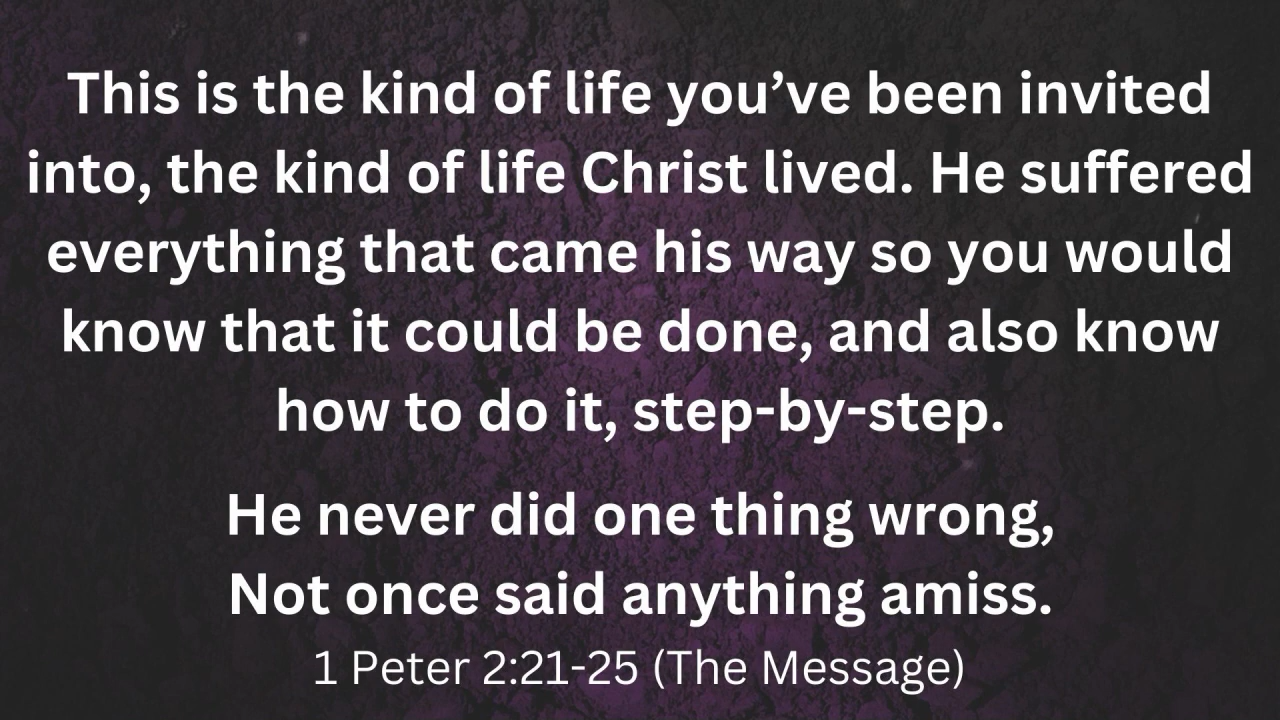 This is the kind of life you’ve been invited
into, the kind of life Christ lived. He suffered
everything that came his way so you would
know that it could be done, and also know
how to do it, step-by-step.
He never did one thing wrong,
Not once said anything amiss.
1 Peter 2:21-25 (The Message)